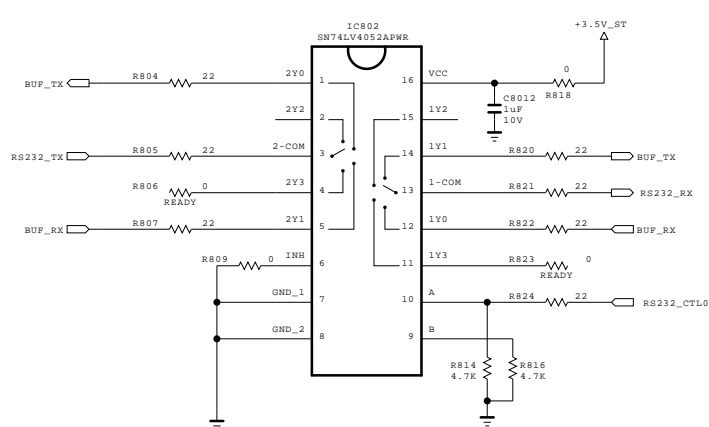 IC802
SN74LV4052APWR
+3.5V_ST
BUF_TX R804 22 2Y0 1 16 VCC 0 R818
2Y2 2 15 1Y2 C8012 1uF 10V
RS232_TX R805 22 2-COM 3 14 1Y1 R820 22 BUF_TX
R806 0 READY 2Y3 4 13 1-COM R821 22 RS232_RX
BUF_RX R807 22 2Y1 5 12 1Y0 R822 22 BUF_RX
R809 0 INH 6 11 1Y3 R823 0 READY
GND_1 7 10 A R824 22 RS232_CTL0
GND_2 8 9 B
R814 4.7K R816 4.7K